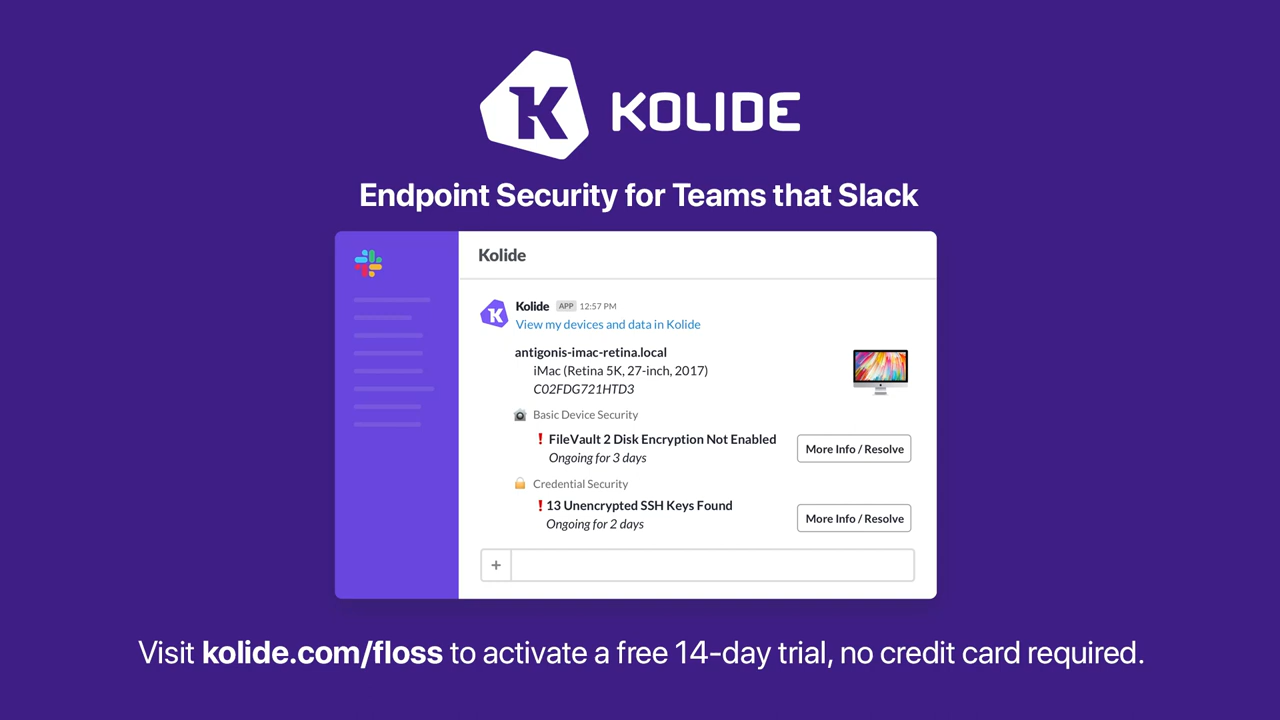 K KOLIDE
Endpoint Security for Teams that Slack
Kolide
K
Kolide APP 12:57 PM
View my devices and data in Kolide
antigonis-imac-retina.local
iMac (Retina 5K, 27-inch, 2017)
C02FDG721HTD3
Basic Device Security
❗ FileVault 2 Disk Encryption Not Enabled
Ongoing for 3 days
More Info / Resolve
Credential Security
❗ 13 Unencrypted SSH Keys Found
Ongoing for 2 days
More Info / Resolve
+
Visit kolide.com/floss to activate a free 14-day trial, no credit card required.